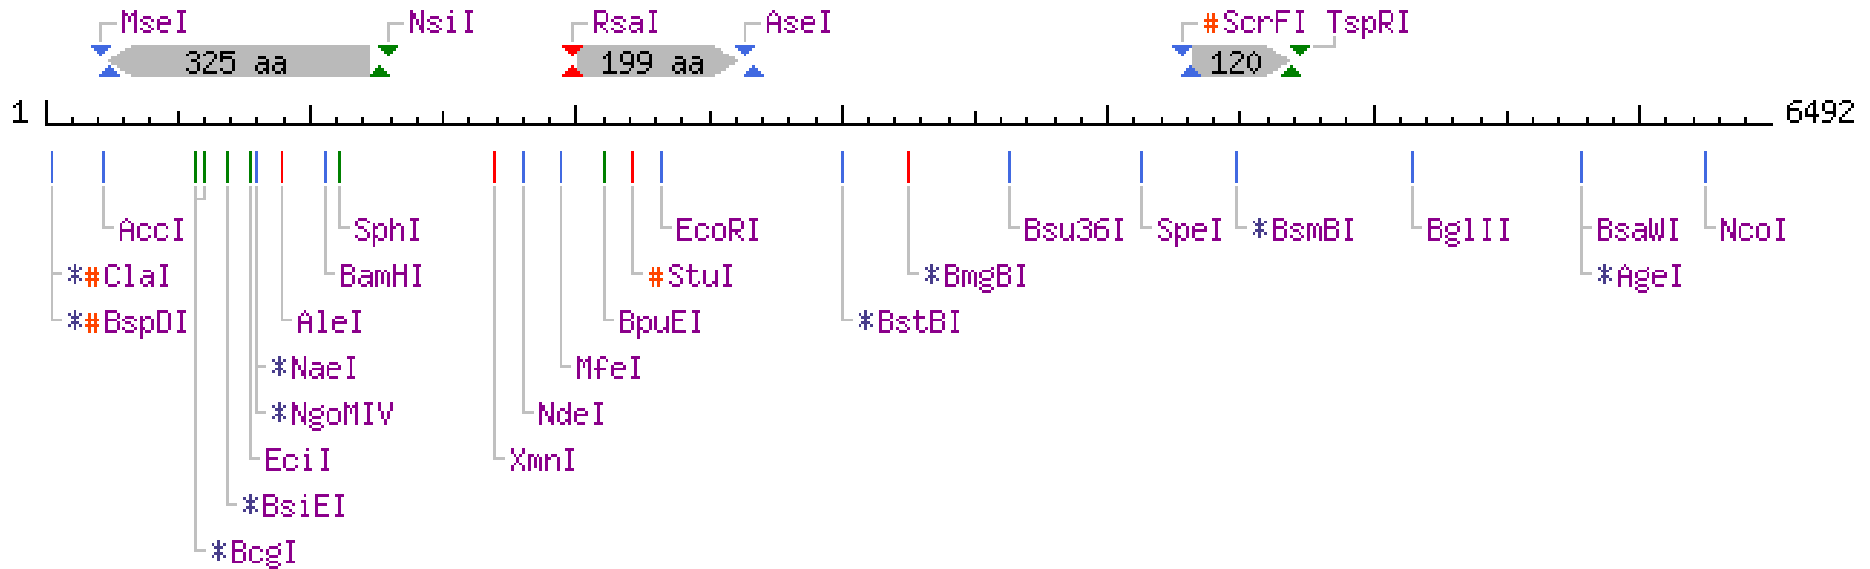 MseI NsiI RsaI AseI #ScrFI TspRI
325 aa 199 aa 120
1 6492
AccI SphI EcoRI Bsu36I SpeI *BsmBI BglII BsaWI NcoI
*#ClaI BamHI #StuI *BmgBI *AgeI
*#BspDI AleI BpuEI *BstBI
*NaeI MfeI
*NgoMIV NdeI
EciI XmnI
*BsiEI
*BcgI